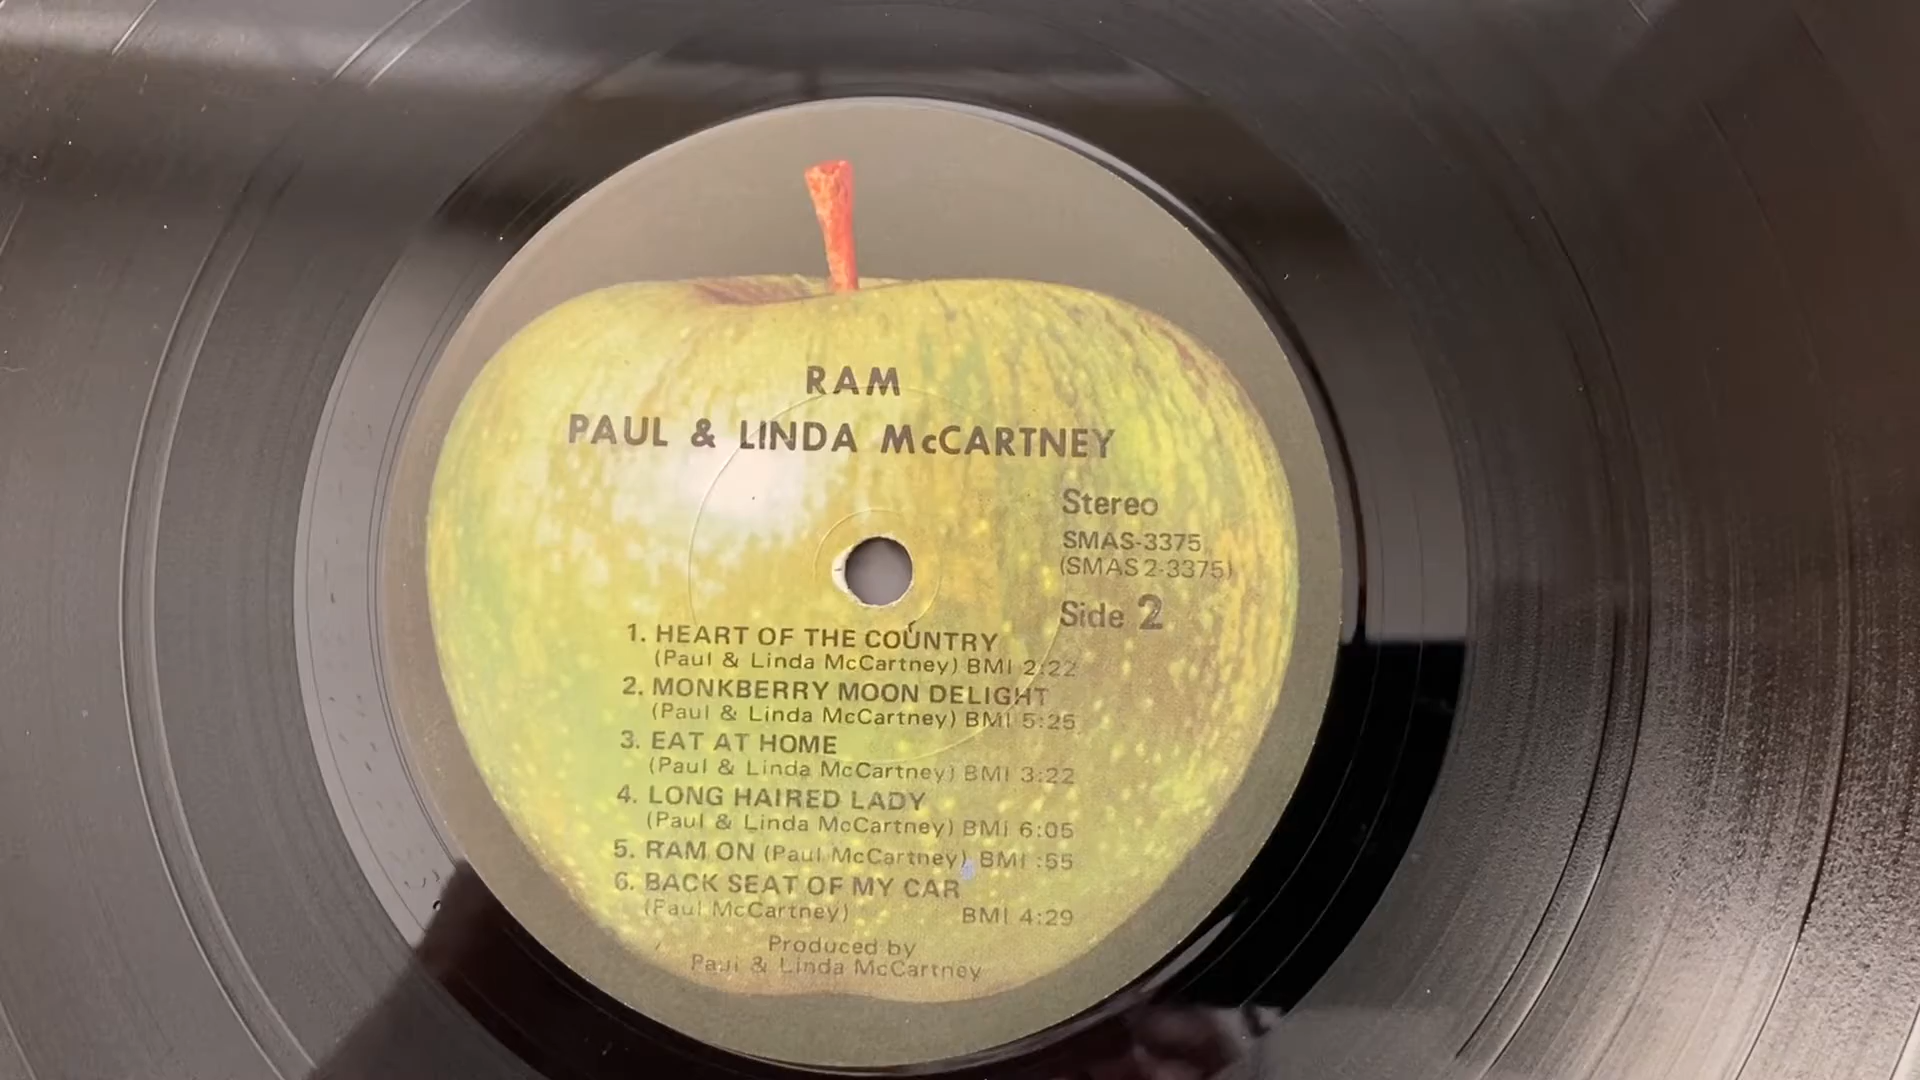 RAM
PAUL & LINDA McCARTNEY
Stereo
SMAS-3375
(SMAS 2-3375)
Side 2
1. HEART OF THE COUNTRY
(Paul & Linda McCartney) BMI 2:22
2. MONKBERRY MOON DELIGHT
(Paul & Linda McCartney) BMI 5:25
3. EAT AT HOME
(Paul & Linda McCartney) BMI 3:22
4. LONG HAIRED LADY
(Paul & Linda McCartney) BMI 6:05
5. RAM ON (Paul McCartney) BMI :55
6. BACK SEAT OF MY CAR
(Paul McCartney) BMI 4:29
Produced by
Paul & Linda McCartney